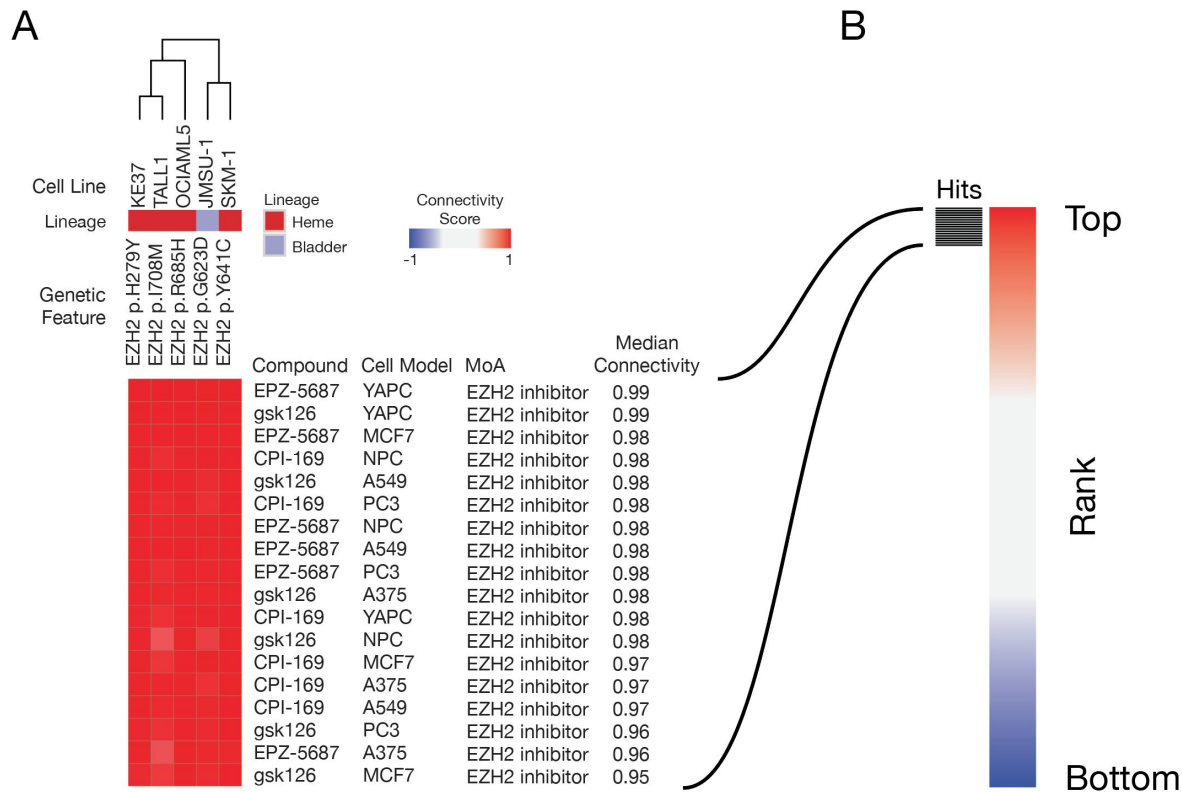 A
B
Cell Line
KE37
TALL1
OCIAML5
JMSU-1
SKM-1
Lineage
Genetic
Feature
EZH2 p.H279Y
EZH2 p.I708M
EZH2 p.R685H
EZH2 p.G623D
EZH2 p.Y641C
Lineage
Heme
Bladder
Connectivity
Score
-1 1
Median
Compound Cell Model MoA Connectivity
EPZ-5687 YAPC EZH2 inhibitor 0.99
gsk126 YAPC EZH2 inhibitor 0.99
EPZ-5687 MCF7 EZH2 inhibitor 0.98
CPI-169 NPC EZH2 inhibitor 0.98
gsk126 A549 EZH2 inhibitor 0.98
CPI-169 PC3 EZH2 inhibitor 0.98
EPZ-5687 NPC EZH2 inhibitor 0.98
EPZ-5687 A549 EZH2 inhibitor 0.98
EPZ-5687 PC3 EZH2 inhibitor 0.98
gsk126 A375 EZH2 inhibitor 0.98
CPI-169 YAPC EZH2 inhibitor 0.98
gsk126 NPC EZH2 inhibitor 0.98
CPI-169 MCF7 EZH2 inhibitor 0.97
CPI-169 A375 EZH2 inhibitor 0.97
CPI-169 A549 EZH2 inhibitor 0.97
gsk126 PC3 EZH2 inhibitor 0.96
EPZ-5687 A375 EZH2 inhibitor 0.96
gsk126 MCF7 EZH2 inhibitor 0.95
Hits
Top
Rank
Bottom